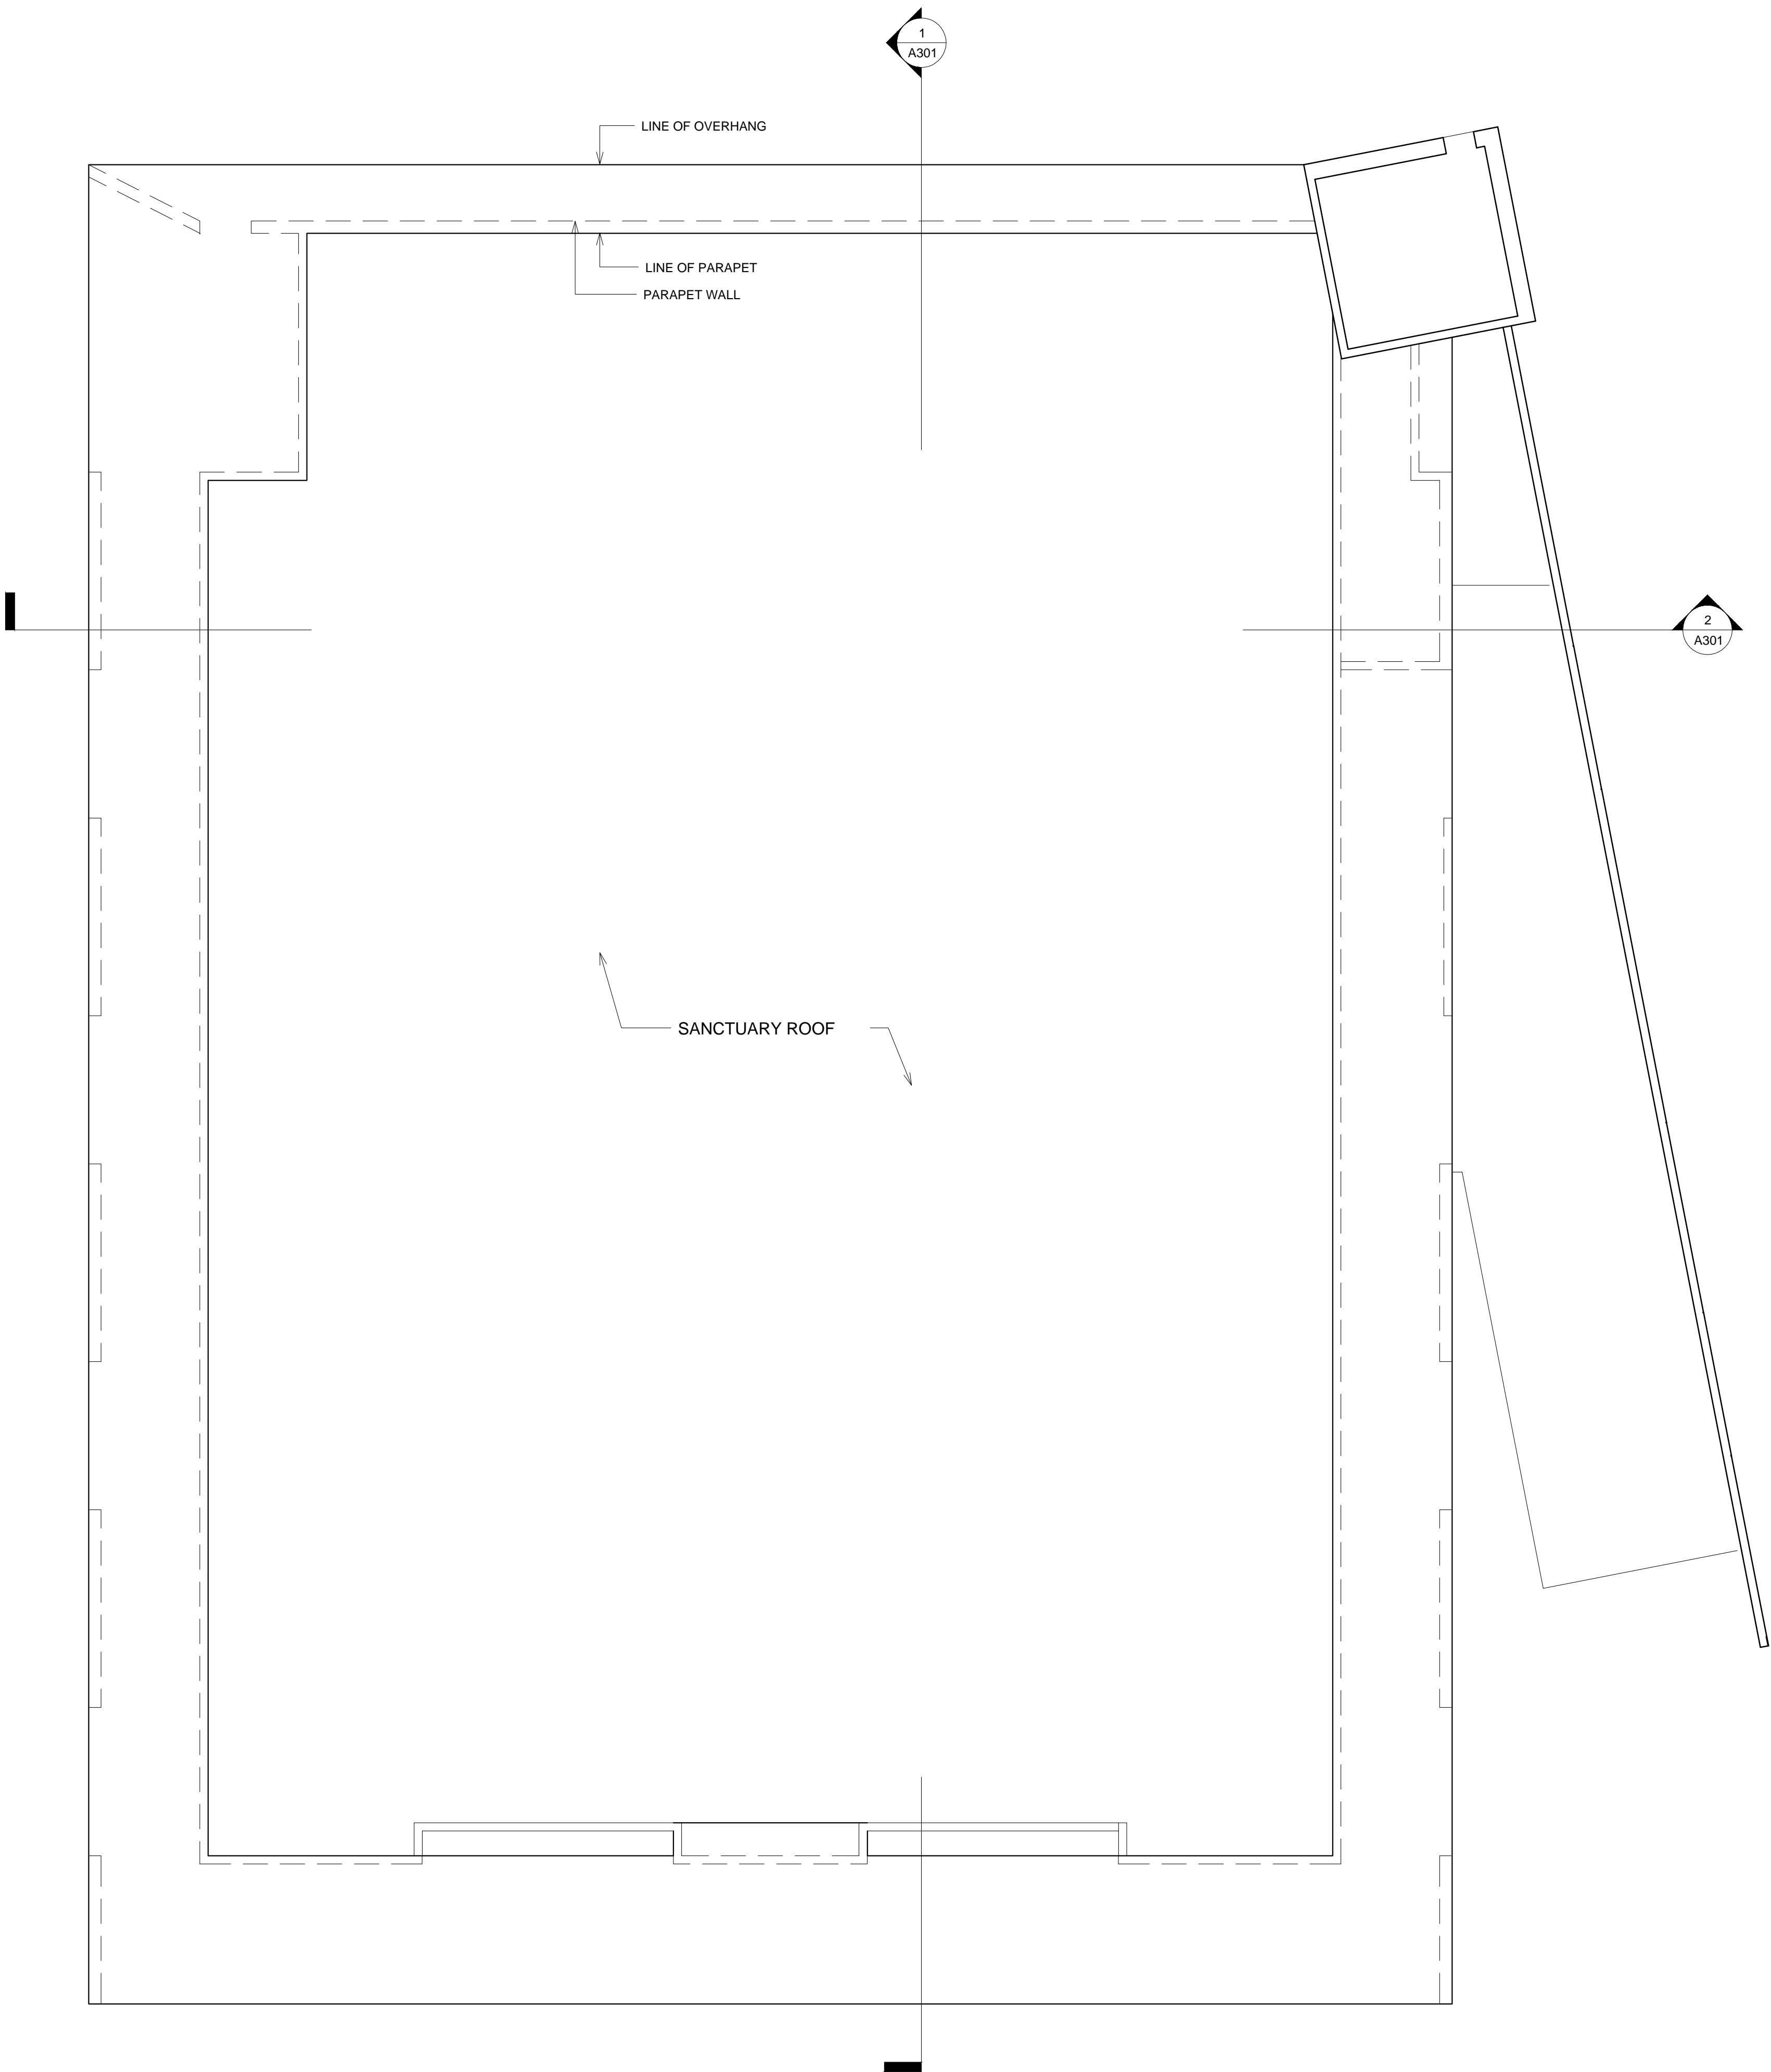 1
A301
LINE OF OVERHANG
LINE OF PARAPET
PARAPET WALL
2
A301
SANCTUARY ROOF